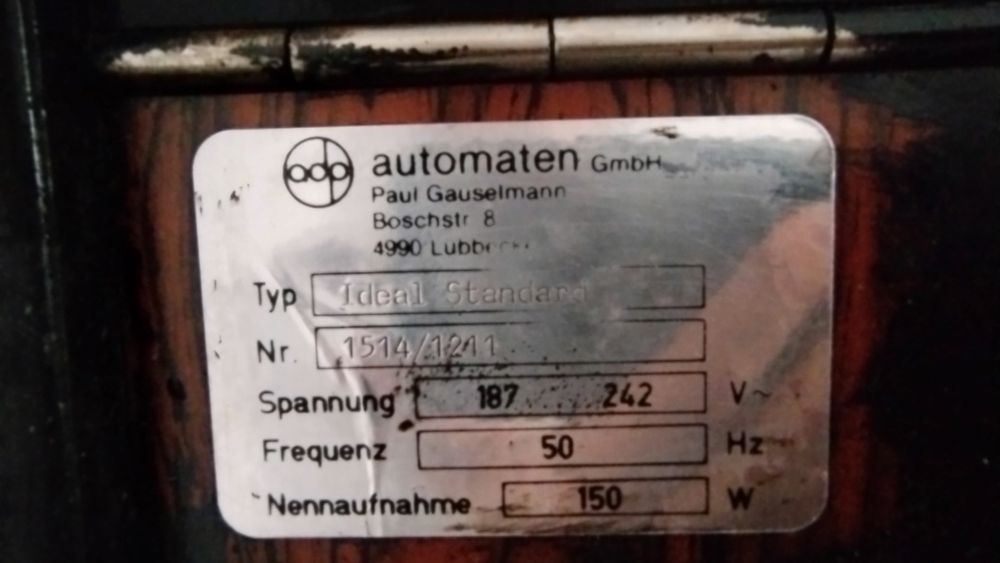 adp automaten GmbH
Paul Gauselmann
Boschstr 8
4990
Typ Ideal Standard
Nr. 1514/1211
Spannung 187 242 V~
Frequenz 50 Hz
Nennaufnahme 150 W